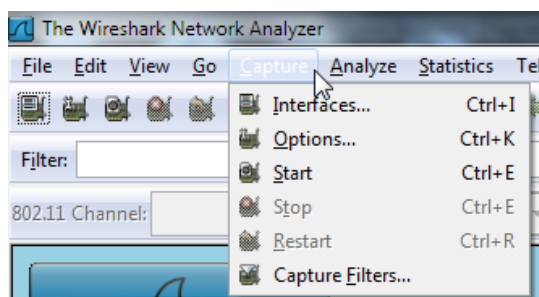 The Wireshark Network Analyzer
File Edit View Go Capture Analyze Statistics Tel
Interfaces... Ctrl+I
Options... Ctrl+K
Filter:
Start Ctrl+E
Stop Ctrl+E
802.11 Channel:
Restart Ctrl+R
Capture Filters...